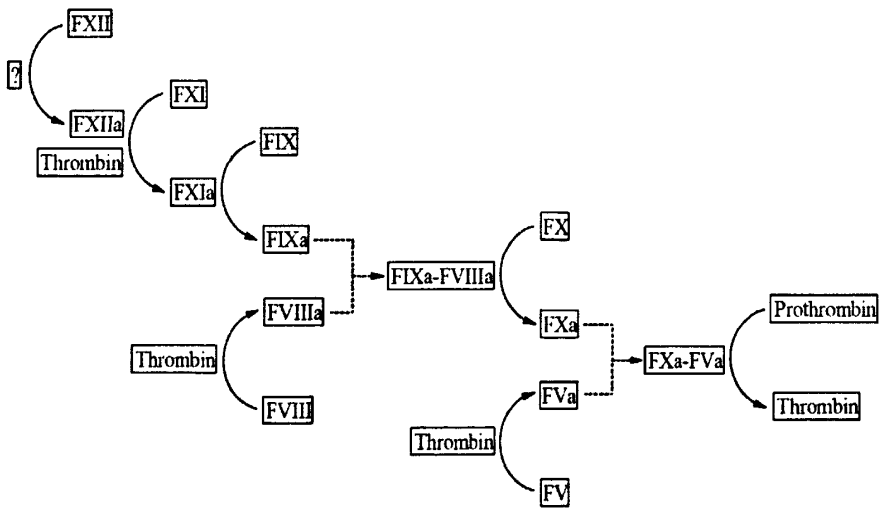 FXII
?
FXI
FXIIa
FIX
Thrombin
FXIa
FX
FIXa
FIXa-FVIIIa
Prothrombin
FVIIIa
FXa
Thrombin
FXa-FVa
FVa
FVIII
Thrombin
Thrombin
FV